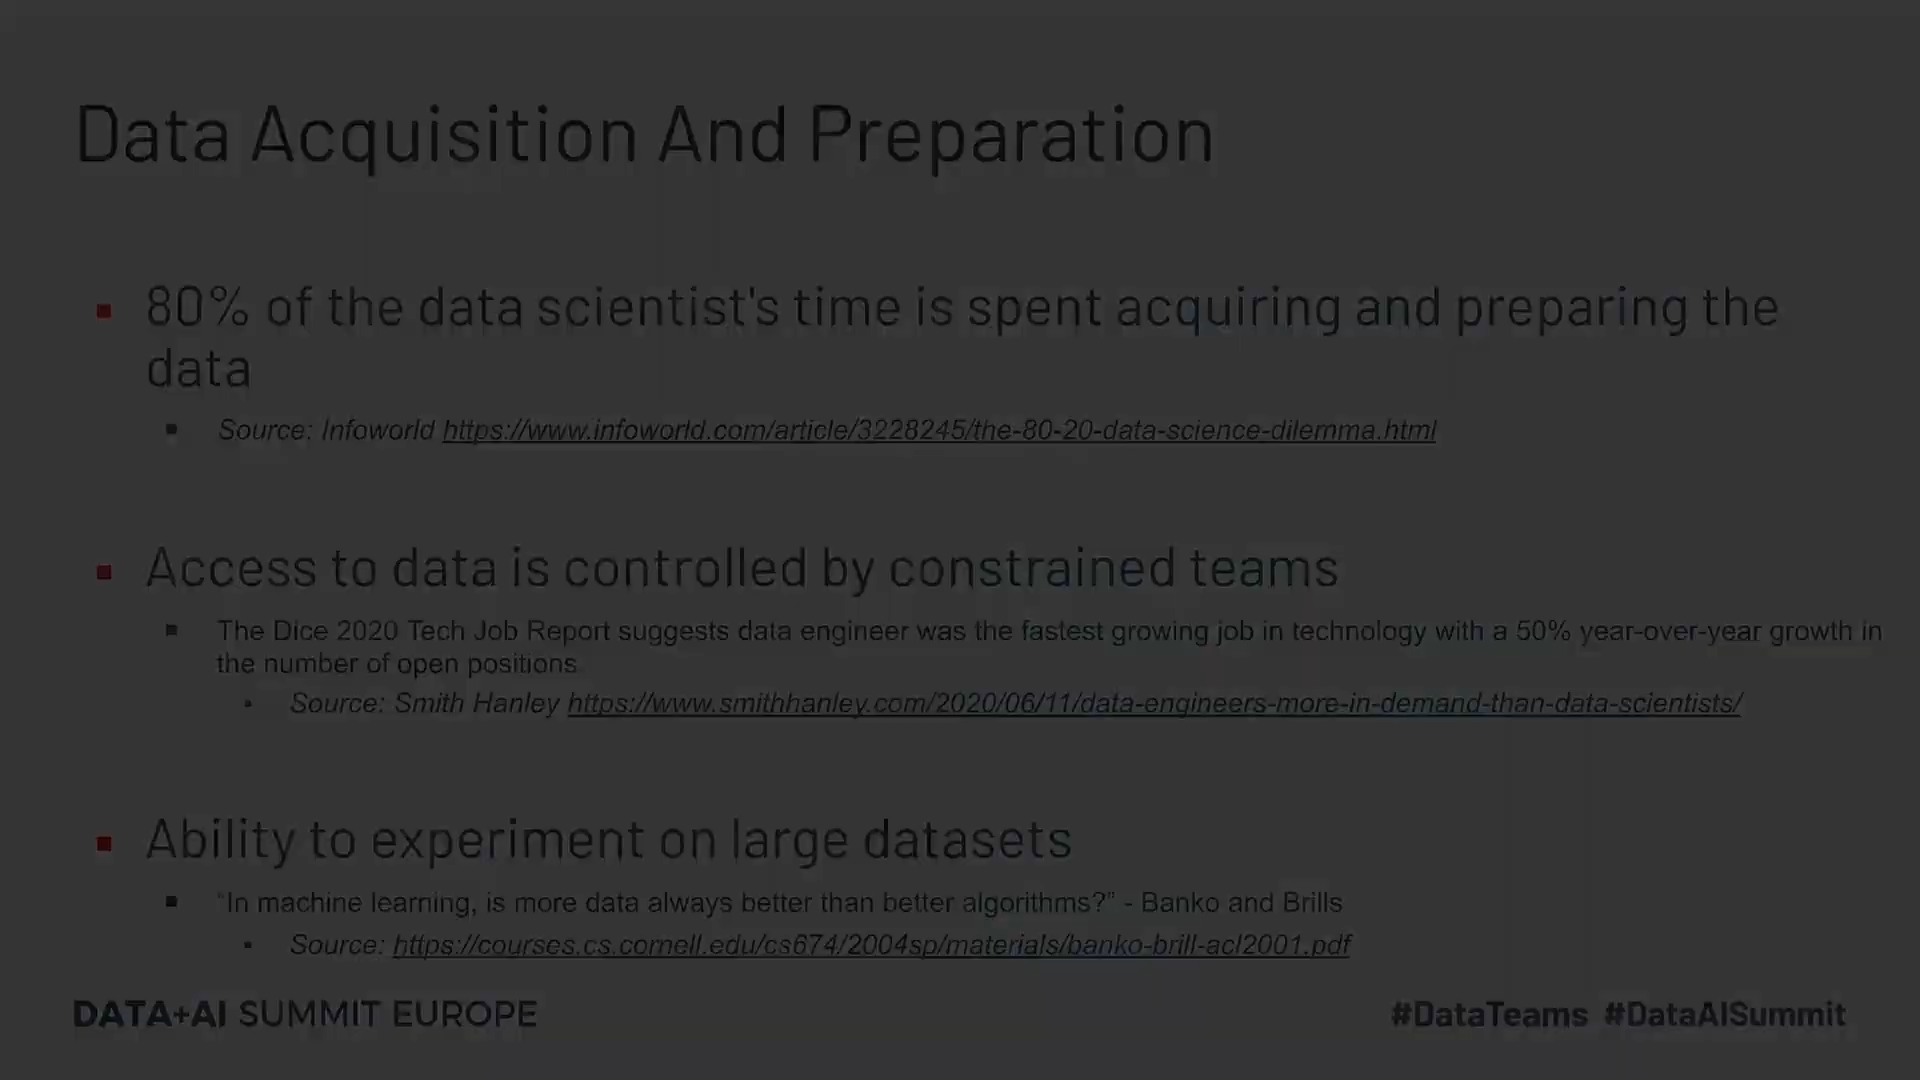 Data Acquisition And Preparation
80% of the data scientist's time is spent acquiring and preparing the
data
Source: Infoworld https://www.infoworld.com/article/3228245/the-80-20-data-science-dilemma.html
Access to data is controlled by constrained teams
The Dice 2020 Tech Job Report suggests data engineer was the fastest growing job in technology with a 50% year-over-year growth in
the number of open positions
Source: Smith Hanley https://www.smithhanley.com/2020/06/11/data-engineers-more-in-demand-than-data-scientists/
Ability to experiment on large datasets
“In machine learning, is more data always better than better algorithms?” - Banko and Brills
Source: https://courses.cs.cornell.edu/cs674/2004sp/materials/banko-brill-acl2001.pdf
DATA+AI SUMMIT EUROPE
#DataTeams #DataAISummit